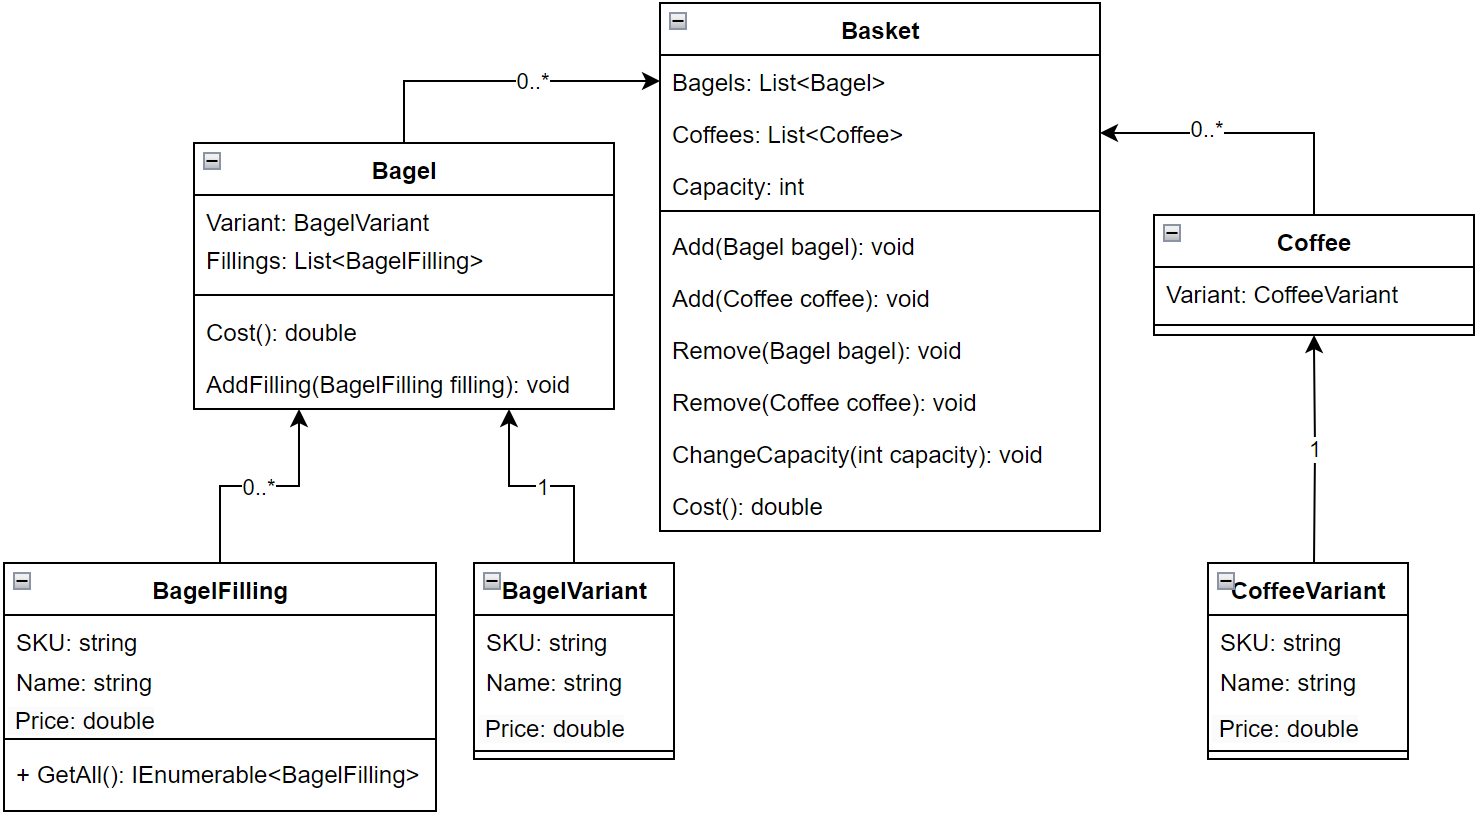 Basket
Bagels: List<Bagel>
Coffees: List<Coffee>
Capacity: int
Add(Bagel bagel): void
Add(Coffee coffee): void
Remove(Bagel bagel): void
Remove(Coffee coffee): void
ChangeCapacity(int capacity): void
Cost(): double
0..*
0..*
Bagel
Variant: BagelVariant
Fillings: List<BagelFilling>
Cost(): double
AddFilling(BagelFilling filling): void
Coffee
Variant: CoffeeVariant
0..*
1
1
BagelFilling
SKU: string
Name: string
Price: double
+ GetAll(): IEnumerable<BagelFilling>
BagelVariant
SKU: string
Name: string
Price: double
CoffeeVariant
SKU: string
Name: string
Price: double